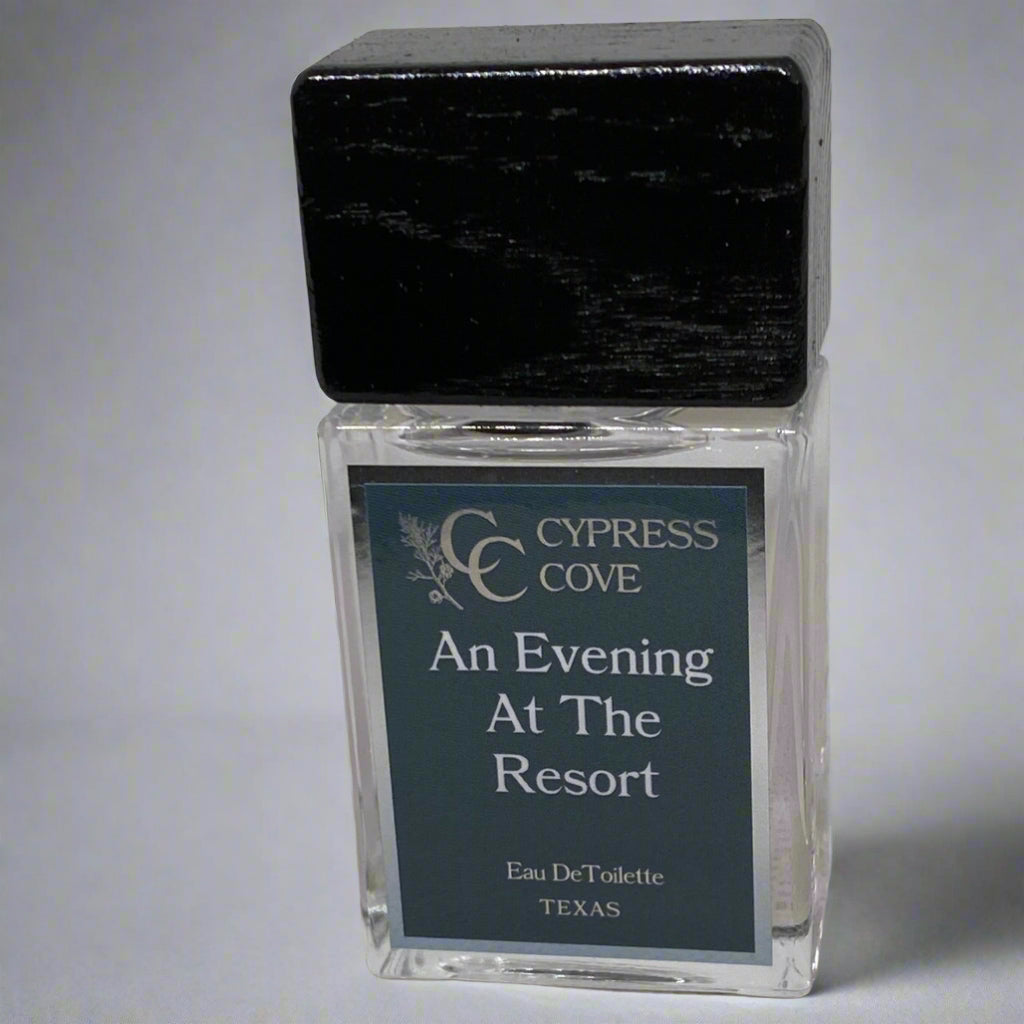 CC CYPRESS
COVE
An Evening
At The
Resort
Eau DeToilette
TEXAS